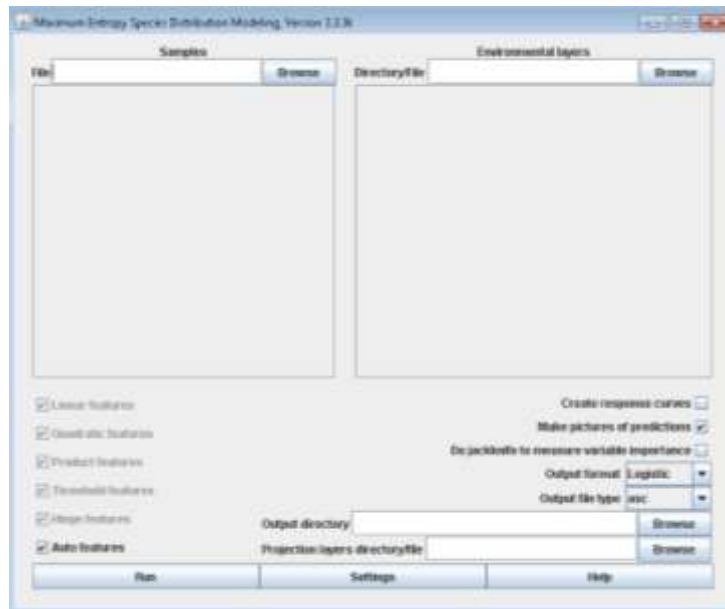 Maximum Entropy Species Distribution Modeling, Version 3.3.3k
Samples
Environmental layers
File
Browse
Directory/File
Browse
Linear features
Quadratic features
Product features
Threshold features
Hinge features
Auto features
Create response curves
Make pictures of predictions
Do jackknife to measure variable importance
Output format Logistic
Output file type asc
Output directory
Browse
Projection layers directory/file
Browse
Run
Settings
Help